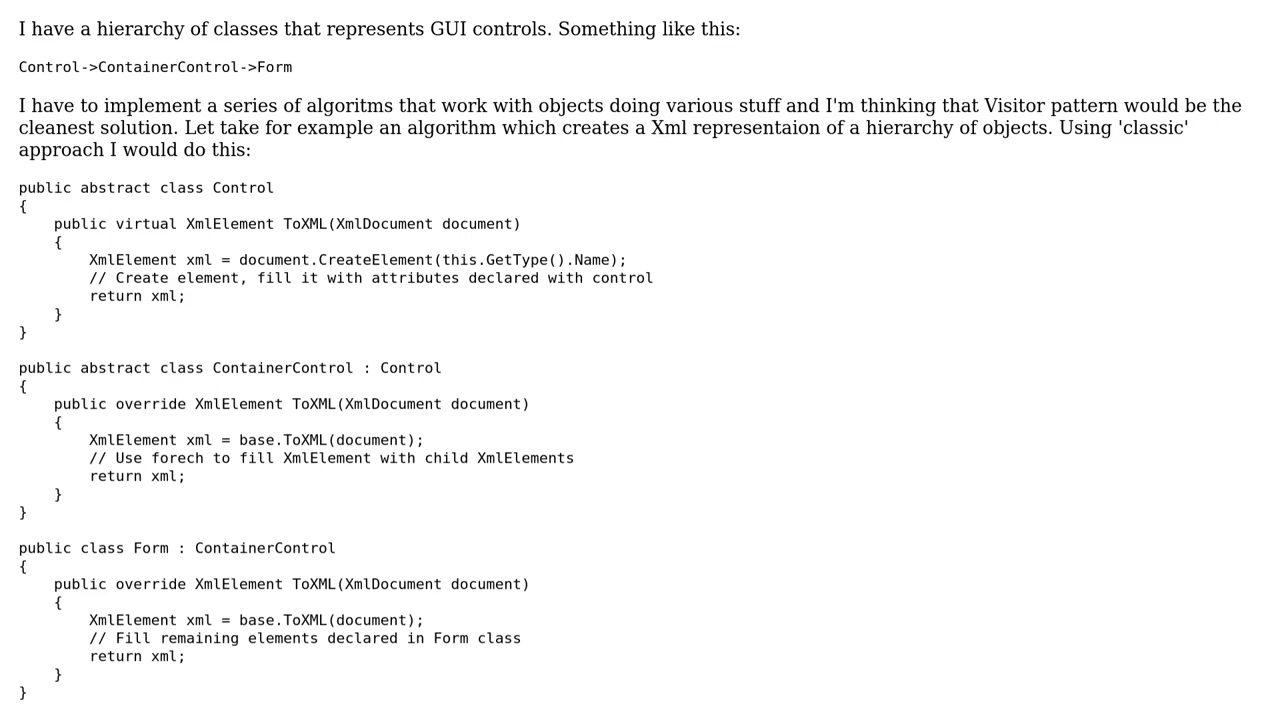 I have a hierarchy of classes that represents GUI controls. Something like this:
Control->ContainerControl->Form
I have to implement a series of algoritms that work with objects doing various stuff and I'm thinking that Visitor pattern would be the
cleanest solution. Let take for example an algorithm which creates a Xml representaion of a hierarchy of objects. Using 'classic'
approach I would do this:
public abstract class Control
{
    public virtual XmlElement ToXML(XmlDocument document)
    {
        XmlElement xml = document.CreateElement(this.GetType().Name);
        // Create element, fill it with attributes declared with control
        return xml;
    }
}
public abstract class ContainerControl : Control
{
    public override XmlElement ToXML(XmlDocument document)
    {
        XmlElement xml = base.ToXML(document);
        // Use forech to fill XmlElement with child XmlElements
        return xml;
    }
}
public class Form : ContainerControl
{
    public override XmlElement ToXML(XmlDocument document)
    {
        XmlElement xml = base.ToXML(document);
        // Fill remaining elements declared in Form class
        return xml;
    }
}